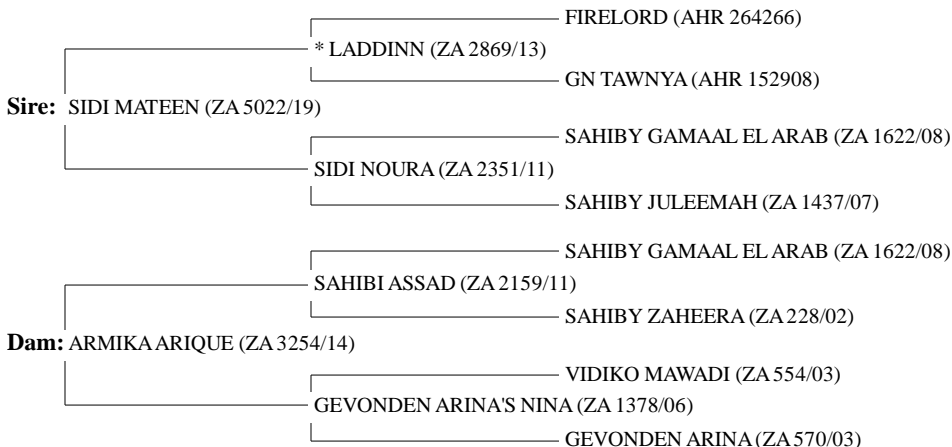 FIRELORD (AHR 264266)
* LADDINN (ZA 2869/13)
GN TAWNYA (AHR 152908)
Sire: SIDI MATEEN (ZA 5022/19)
SAHIBY GAMAAL EL ARAB (ZA 1622/08)
SIDI NOURA (ZA 2351/11)
SAHIBY JULEEMAH (ZA 1437/07)
SAHIBY GAMAAL EL ARAB (ZA 1622/08)
SAHIBI ASSAD (ZA 2159/11)
SAHIBY ZAHEERA (ZA 228/02)
Dam: ARMIKA ARIQUE (ZA 3254/14)
VIDIKO MAWADI (ZA 554/03)
GEVONDEN ARINA'S NINA (ZA 1378/06)
GEVONDEN ARINA (ZA 570/03)